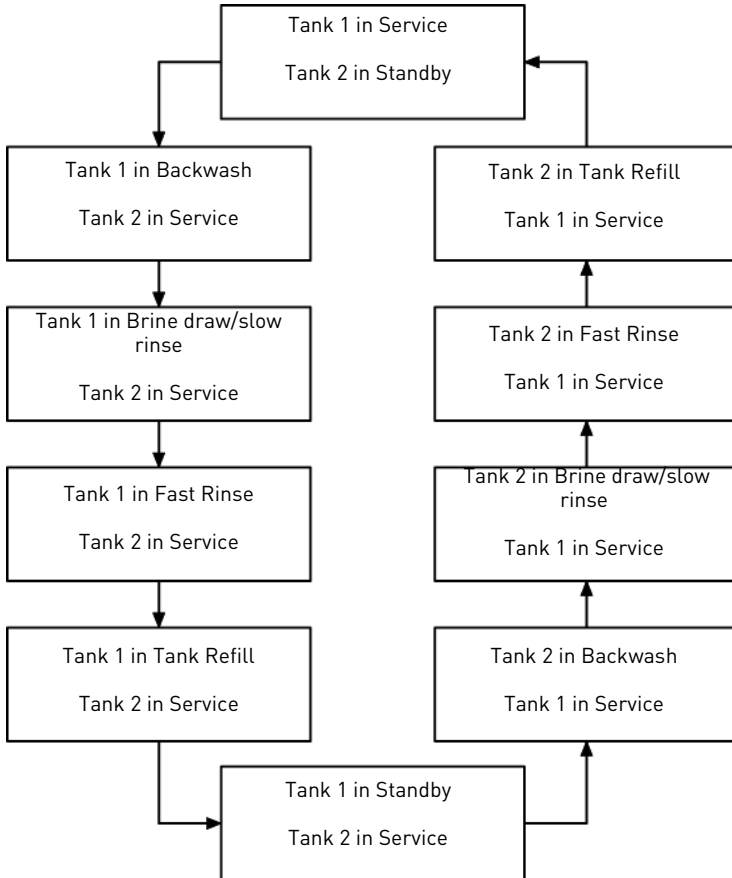 Tank 1 in Service
Tank 2 in Standby
Tank 1 in Backwash
Tank 2 in Service
Tank 1 in Brine draw/slow
rinse
Tank 2 in Service
Tank 1 in Fast Rinse
Tank 2 in Service
Tank 1 in Tank Refill
Tank 2 in Service
Tank 1 in Standby
Tank 2 in Service
Tank 2 in Backwash
Tank 1 in Service
Tank 2 in Brine draw/slow
rinse
Tank 1 in Service
Tank 2 in Fast Rinse
Tank 1 in Service
Tank 2 in Tank Refill
Tank 1 in Service